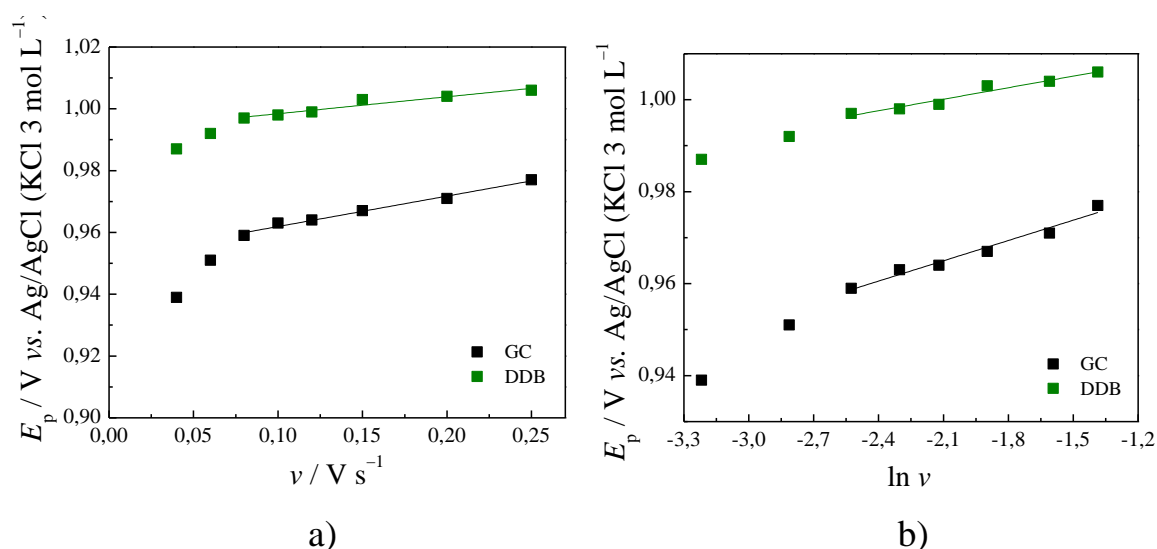 E_p / V vs. Ag/AgCl (KCl 3 mol L⁻¹)
1,02
1,00
0,98
0,96
0,94
0,92
0,90
0,00
0,05
0,10
0,15
0,20
0,25
v / V s⁻¹
GC
DDB
a)
E_p / V vs. Ag/AgCl (KCl 3 mol L⁻¹
1,00
0,98
0,96
0,94
-3,3
-3,0
-2,7
-2,4
-2,1
-1,8
-1,5
-1,2
ln v
GC
DDB
b)